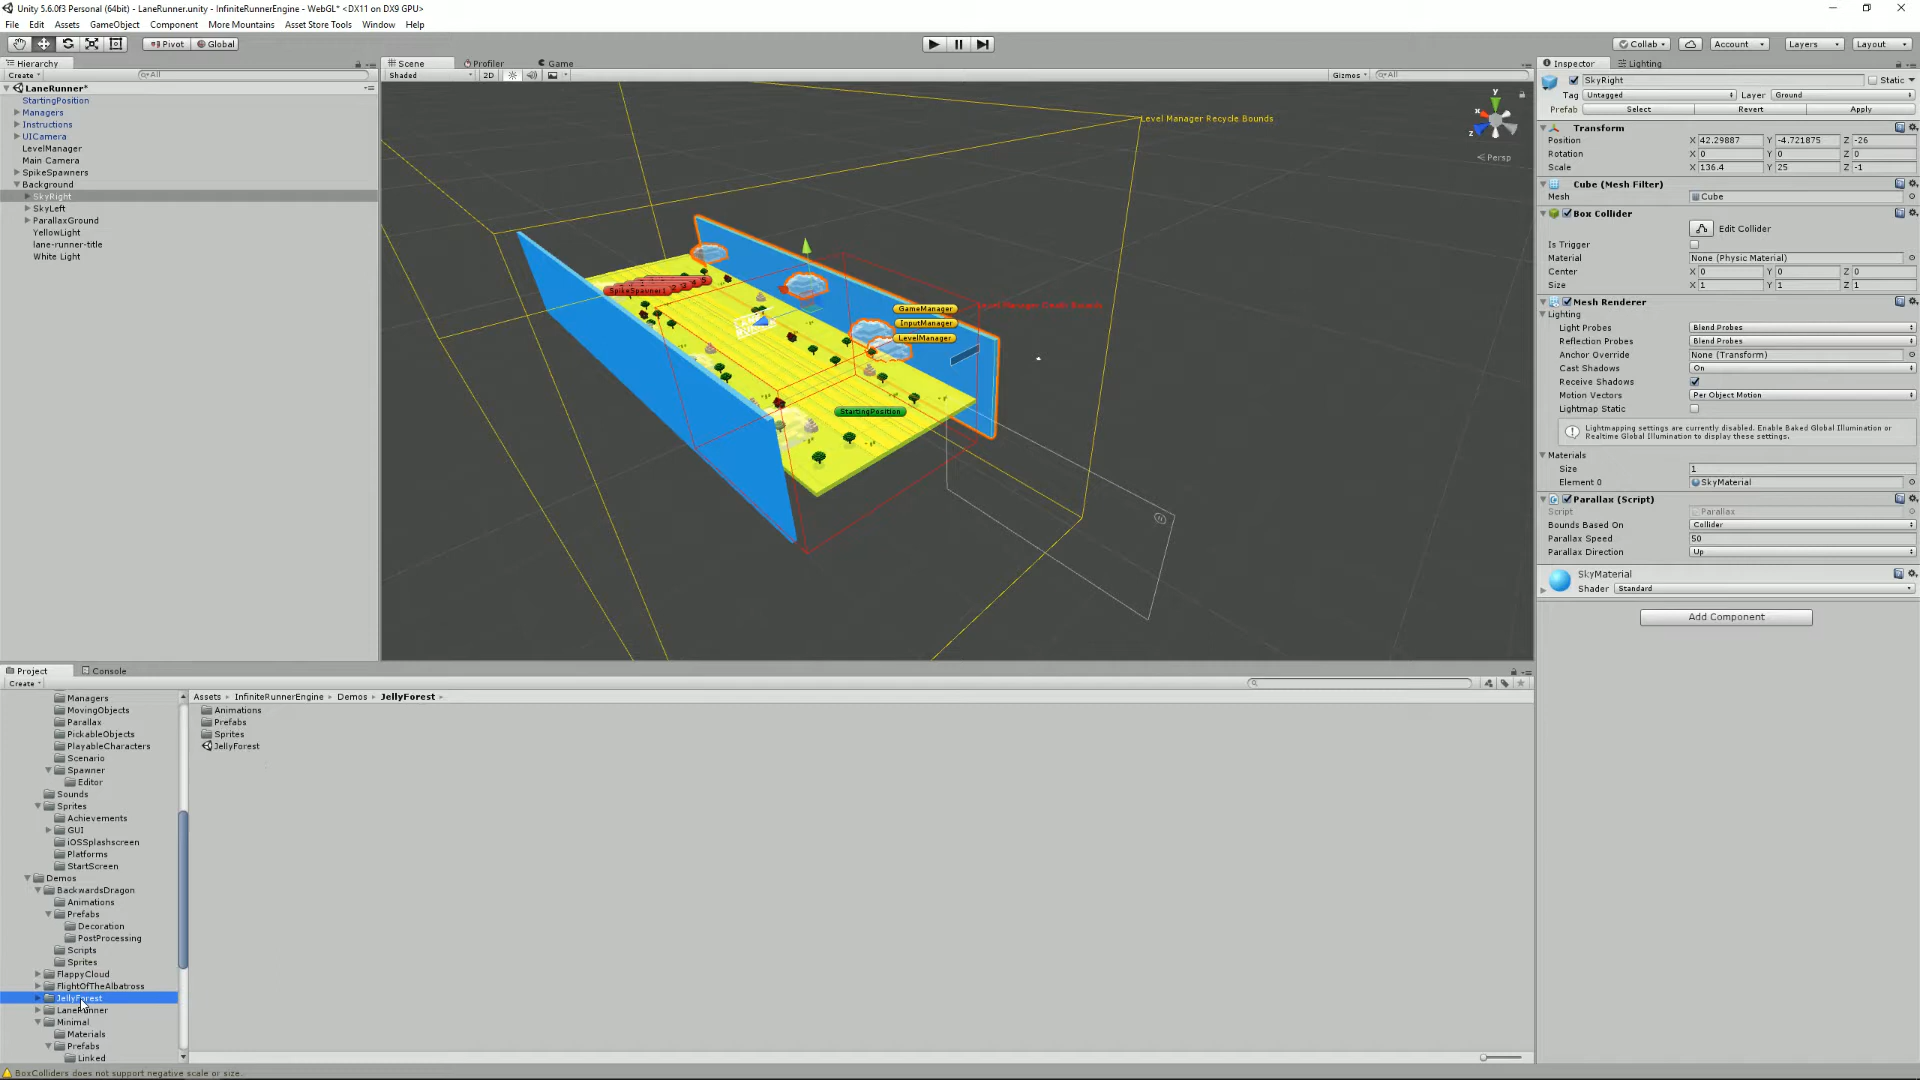 Unity 5.6.0f3 Personal (64bit) - LaneRunner.unity - InfiniteRunnerEngine - WebGL* <DX11 on DX9 GPU>
File Edit Assets GameObject Component More Mountains Asset Store Tools Window Help
Pivot Global
Collab Account Layers Layout
Hierarchy
Create All
LaneRunner*
StartingPosition
Managers
Instructions
UICamera
LevelManager
Main Camera
SpikeSpawners
Background
SkyRight
SkyLeft
ParallaxGround
YellowLight
lane-runner-title
White Light
Scene Profiler Game
Shaded 2D Gizmos All
Level Manager Recycle Bounds
y
x
z
Persp
SpikeSpawner1 2 3 4 5
GameManager
InputManager
LevelManager
StartingPosition
Inspector Lighting
SkyRight Static
Tag Untagged Layer Ground
Prefab Select Revert Apply
Transform
Position X 42.29887 Y -4.721875 Z -26
Rotation X 0 Y 0 Z 0
Scale X 136.4 Y 25 Z -1
Cube (Mesh Filter)
Mesh Cube
Box Collider
Edit Collider
Is Trigger
Material None (Physic Material)
Center X 0 Y 0 Z 0
Size X 1 Y 1 Z 1
Mesh Renderer
Lighting
Light Probes Blend Probes
Reflection Probes Blend Probes
Anchor Override None (Transform)
Cast Shadows On
Receive Shadows
Motion Vectors Per Object Motion
Lightmap Static
Lightmapping settings are currently disabled. Enable Baked Global Illumination or
Realtime Global Illumination to display these settings.
Materials
Size 1
Element 0 SkyMaterial
Parallax (Script)
Script Parallax
Bounds Based On Collider
Parallax Speed 50
Parallax Direction Up
SkyMaterial
Shader Standard
Add Component
Project Console
Create
Managers
MovingObjects
Parallax
PickableObjects
PlayableCharacters
Scenario
Spawner
Editor
Sounds
Sprites
Achievements
GUI
iOSSplashscreen
Platforms
StartScreen
Demos
BackwardsDragon
Animations
Prefabs
Decoration
PostProcessing
Scripts
Sprites
FlappyCloud
FlightOfTheAlbatross
JellyForest
LaneRunner
Minimal
Materials
Prefabs
Linked
Assets InfiniteRunnerEngine Demos JellyForest
Animations
Prefabs
Sprites
JellyForest
BoxColliders does not support negative scale or size.